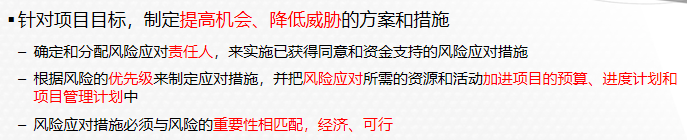 ▪针对项目目标，制定提高机会、降低威胁的方案和措施
– 确定和分配风险应对责任人，来实施已获得同意和资金支持的风险应对措施
– 根据风险的优先级来制定应对措施，并把风险应对所需的资源和活动加进项目的预算、进度计划和
项目管理计划中
– 风险应对措施必须与风险的重要性相匹配，经济、可行